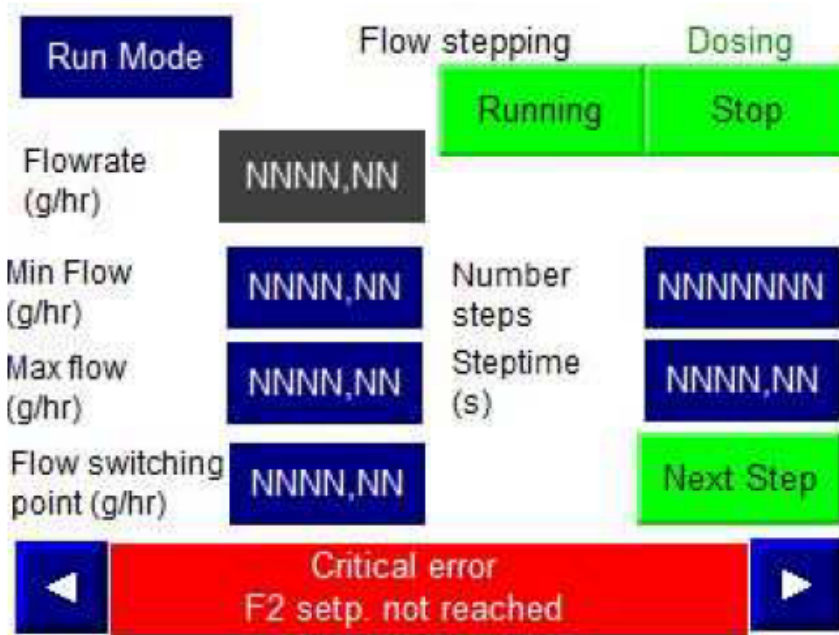 Run Mode
Flow stepping
Dosing
Running
Stop
Flowrate
(g/hr)
NNNN,NN
Min Flow
(g/hr)
NNNN,NN
Number
steps
NNNNNNN
Max flow
(g/hr)
NNNN,NN
Steptime
(s)
NNNN,NN
Flow switching
point (g/hr)
NNNN,NN
Next Step
Critical error
F2 setp. not reached